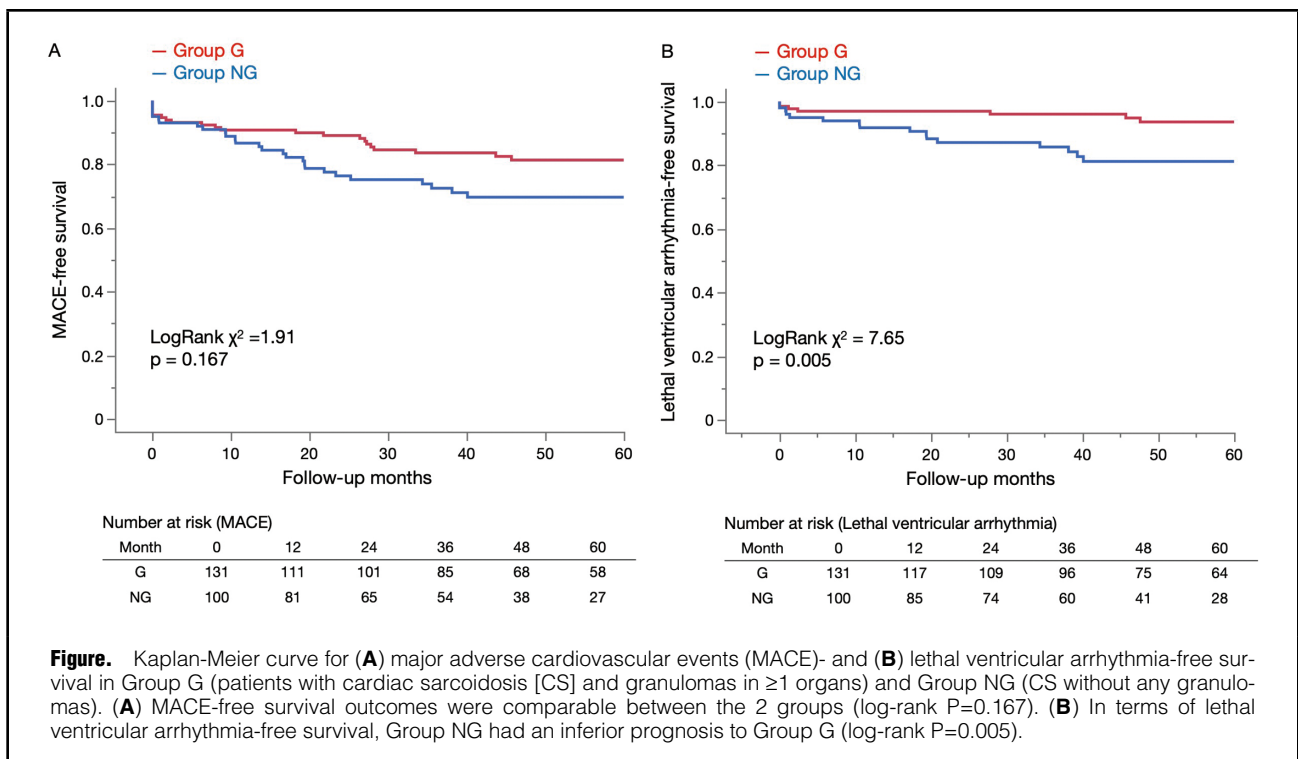 A
Group G
Group NG
MACE-free survival
1.0
0.8
0.6
0.4
0.2
0
LogRank χ² =1.91
p = 0.167
0 10 20 30 40 50 60
Follow-up months
Number at risk (MACE)
Month 0 12 24 36 48 60
G 131 111 101 85 68 58
NG 100 81 65 54 38 27
B
Group G
Group NG
Lethal ventricular arrhythmia-free survival
1.0
0.8
0.6
0.4
0.2
0
LogRank χ² = 7.65
p = 0.005
0 10 20 30 40 50 60
Follow-up months
Number at risk (Lethal ventricular arrhythmia)
Month 0 12 24 36 48 60
G 131 117 109 96 75 64
NG 100 85 74 60 41 28
Figure. Kaplan-Meier curve for (A) major adverse cardiovascular events (MACE)- and (B) lethal ventricular arrhythmia-free sur-
vival in Group G (patients with cardiac sarcoidosis [CS] and granulomas in ≥1 organs) and Group NG (CS without any granulo-
mas). (A) MACE-free survival outcomes were comparable between the 2 groups (log-rank P=0.167). (B) In terms of lethal
ventricular arrhythmia-free survival, Group NG had an inferior prognosis to Group G (log-rank P=0.005).